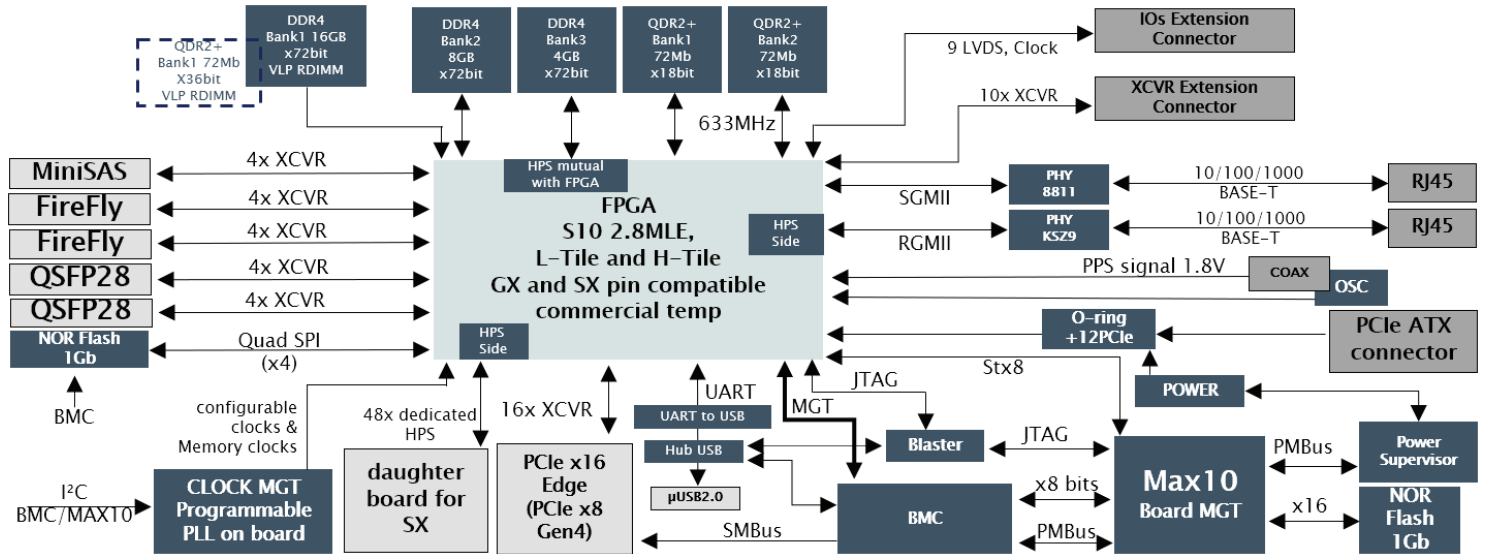 DDR4
Bank1 16GB
x72bit
VLP RDIMM
QDR2+
Bank1 72Mb
X36bit
VLP RDIMM
DDR4
Bank2
8GB
x72bit
DDR4
Bank3
4GB
x72bit
QDR2+
Bank1
72Mb
x18bit
QDR2+
Bank2
72Mb
x18bit
633MHz
9 LVDS, Clock
IOs Extension
Connector
10x XCVR
XCVR Extension
Connector
MiniSAS
4x XCVR
FireFly
4x XCVR
FireFly
4x XCVR
QSFP28
4x XCVR
QSFP28
4x XCVR
NOR Flash
1Gb
Quad SPI
(x4)
BMC
HPS mutual
with FPGA
FPGA
S10 2.8MLE,
L-Tile and H-Tile
GX and SX pin compatible
commercial temp
HPS
Side
HPS
Side
SGMII
PHY
8811
10/100/1000
BASE-T
RJ45
RGMII
PHY
KSZ9
10/100/1000
BASE-T
RJ45
PPS signal 1.8V
COAX
OSC
O-ring
+12PCIe
PCIe ATX
connector
Stx8
POWER
configurable
clocks &
Memory clocks
48x dedicated
HPS
16x XCVR
UART
MGT
JTAG
UART to USB
Hub USB
µUSB2.0
Blaster
JTAG
I²C
BMC/MAX10
CLOCK MGT
Programmable
PLL on board
daughter
board for
SX
PCIe x16
Edge
(PCIe x8
Gen4)
SMBus
BMC
x8 bits
PMBus
Max10
Board MGT
PMBus
Power
Supervisor
x16
NOR
Flash
1Gb